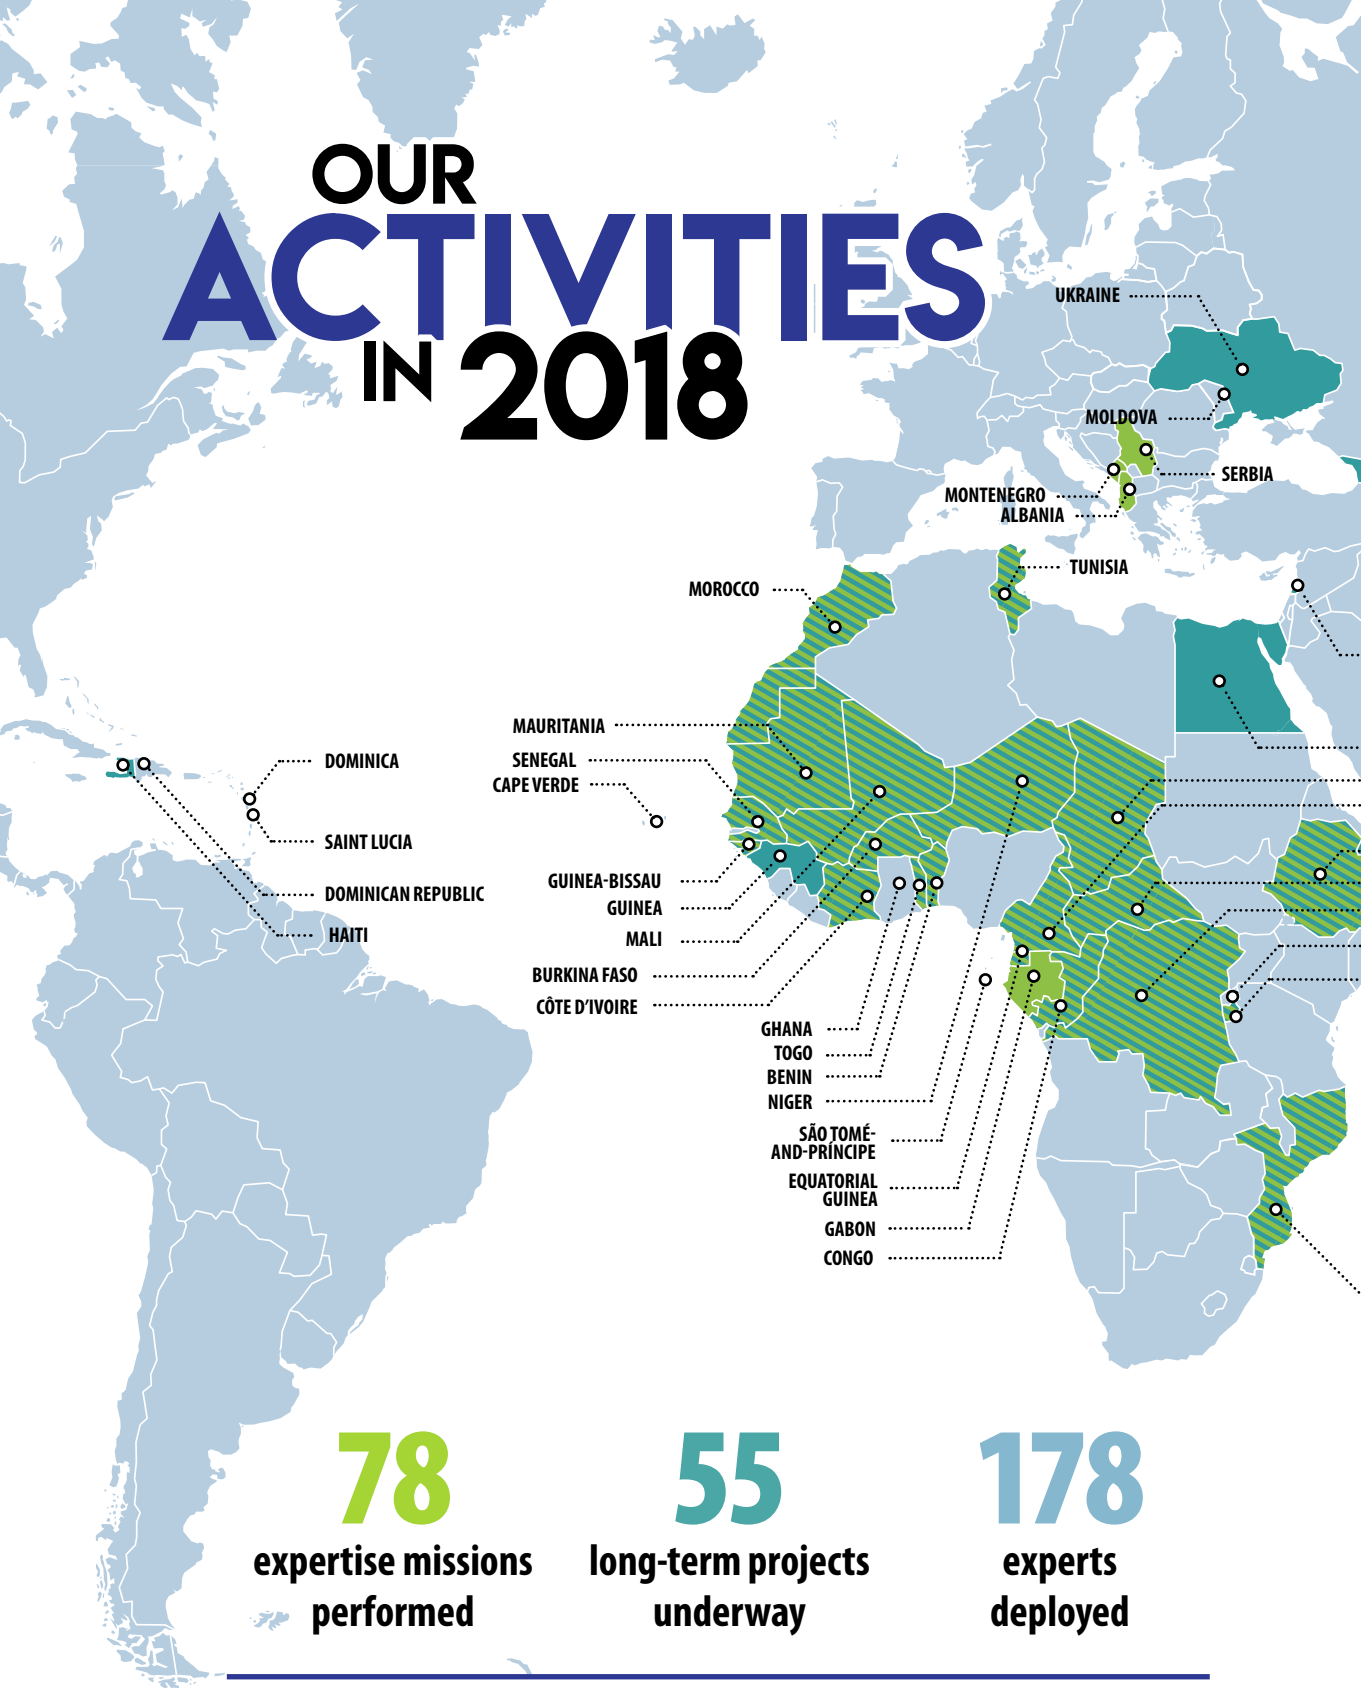 OUR
ACTIVITIES
IN 2018
UKRAINE
MOLDOVA
SERBIA
MONTENEGRO
ALBANIA
TUNISIA
MOROCCO
MAURITANIA
SENEGAL
CAPE VERDE
DOMINICA
SAINT LUCIA
DOMINICAN REPUBLIC
HAITI
GUINEA-BISSAU
GUINEA
MALI
BURKINA FASO
CÔTE D'IVOIRE
GHANA
TOGO
BENIN
NIGER
SÃO TOMÉ-
AND-PRÍNCIPE
EQUATORIAL
GUINEA
GABON
CONGO
78
expertise missions
performed
55
long-term projects
underway
178
experts
deployed